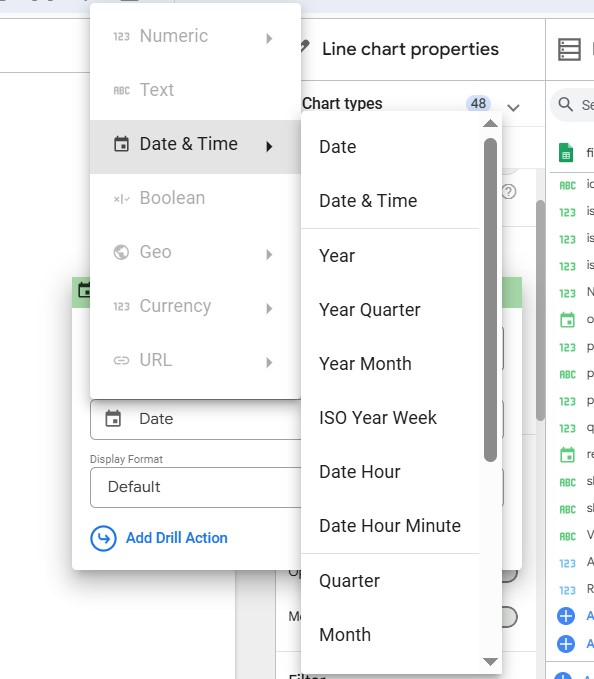 123 Numeric
ABC Text
Date & Time
Boolean
Geo
123 Currency
URL
Line chart properties
Chart types 48
Date
Date & Time
Year
Year Quarter
Year Month
ISO Year Week
Date Hour
Date Hour Minute
Quarter
Month
Date
Display Format
Default
Add Drill Action
Filter
Se
fi
ABC
123 is
123 is
123 is
123 N
o
123 p
ABC p
123 p
123 q
re
ABC sl
ABC sl
ABC V
123 A
123 R
A
A